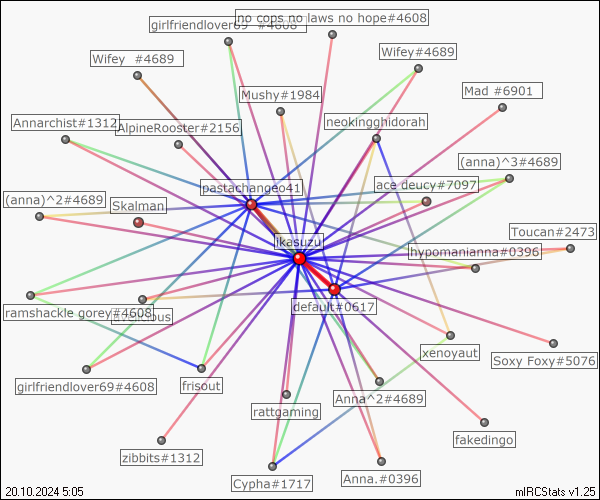 no cops no laws no hope#4608
girlfriendlover69 #4608
Wifey #4689
Wifey#4689
Mushy#1984
Mad #6901
Annarchist#1312
AlpineRooster#2156
neokingghidorah
(anna)^3#4689
pastachangeo41
ace deucy#7097
(anna)^2#4689
Skalman.
Toucan#2473
jkasuzu
hypomanianna#0396
default#0617
ramshackle gorey#4608
xenoyaut
Soxy Foxy#5076
girlfriendlover69#4608
frisout
Anna^2#4689
rattgaming
fakedingo
zibbits#1312
Cypha#1717
Anna.#0396
20.10.2024 5:05
mIRCStats v1.25